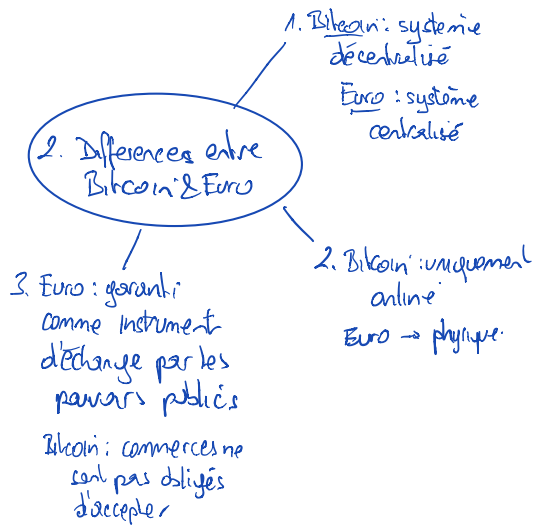 1. Bitcoin : système
décentralisé
Euro : système
centralisé
2. Differences entre
Bitcoin & Euro
2. Bitcoin : uniquement
online
Euro → physique.
3. Euro : garanti
comme instrument
d'échange par les
pouvoirs publics
Bitcoin : commerces ne
sont pas obligés
d'accepter